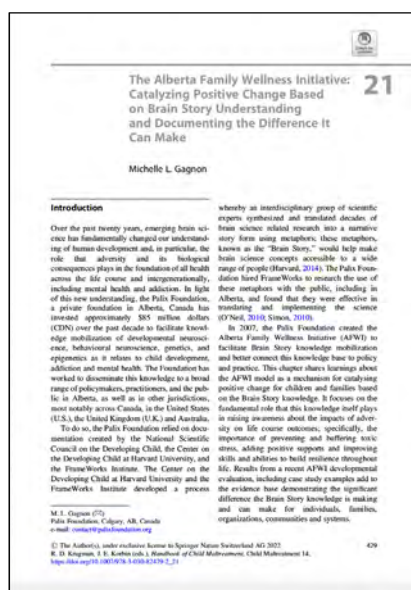 The Alberta Family Wellness Initiative:
Catalyzing Positive Change Based
on Brain Story Understanding
and Documenting the Difference It
Can Make
21
Michelle L. Gagnon
Introduction
Over the past twenty years, emerging brain sci-
ence has fundamentally changed our understand-
ing of human development and, in particular, the
role that adversity and its biological
consequences plays in the foundation of all health
across the life course and intergenerationally,
including mental health and addiction. In light
of this new understanding, the Palix Foundation,
a private foundation in Alberta, Canada has
invested approximately $85 million dollars
(CDN) over the past decade to facilitate know-
ledge mobilization of developmental neurosci-
ence, behavioural neuroscience, genetics, and
epigenetics as it relates to child development,
addiction and mental health. The Foundation has
worked to disseminate this knowledge to a broad
range of policymakers, practitioners, and the pub-
lic in Alberta, as well as in other jurisdictions,
most notably across Canada, in the United States
(U.S.), the United Kingdom (U.K.), and Australia.
To do so, the Palix Foundation relied on docu-
mentation created by the National Scientific
Council on the Developing Child, the Center on
the Developing Child at Harvard University, and
the FrameWorks Institute. The Center on the
Developing Child at Harvard University and the
FrameWorks Institute developed a process
M. L. Gagnon (✉)
Palix Foundation, Calgary, AB, Canada
e-mail: contact@palixfoundation.org
whereby an interdisciplinary group of scientific
experts synthesized and translated decades of
brain science related research into a narrative
story form using metaphors; these metaphors,
known as the "Brain Story," would help make
brain science concepts accessible to a wide
range of people (Harvard, 2014). The Palix Foun-
dation hired FrameWorks to research the use of
these metaphors with the public, including in
Alberta, and found that they were effective in
translating and implementing the science
(O'Neil, 2010; Simon, 2010).
In 2007, the Palix Foundation created the
Alberta Family Wellness Initiative (AFWI) to
facilitate Brain Story knowledge mobilization
and better connect this knowledge base to policy
and practice. This chapter shares learnings about
the AFWI model as a mechanism for catalysing
positive change for children and families based
on the Brain Story knowledge. It focuses on the
fundamental role that this knowledge itself plays
in raising awareness about the impacts of adver-
sity on life course outcomes; specifically, the
importance of preventing and buffering toxic
stress, adding positive supports and improving
skills and abilities to build resilience throughout
life. Results from a recent AFWI developmental
evaluation, including case study examples add to
the evidence base demonstrating the significant
difference the Brain Story knowledge is making
and can make for individuals, families,
organizations, communities and systems.
© The Author(s), under exclusive license to Springer Nature Switzerland AG 2022
R. D. Krugman, J. E. Korbin (eds.), Handbook of Child Maltreatment, Child Maltreatment 14,
https://doi.org/10.1007/978-3-030-82479-2_21
429